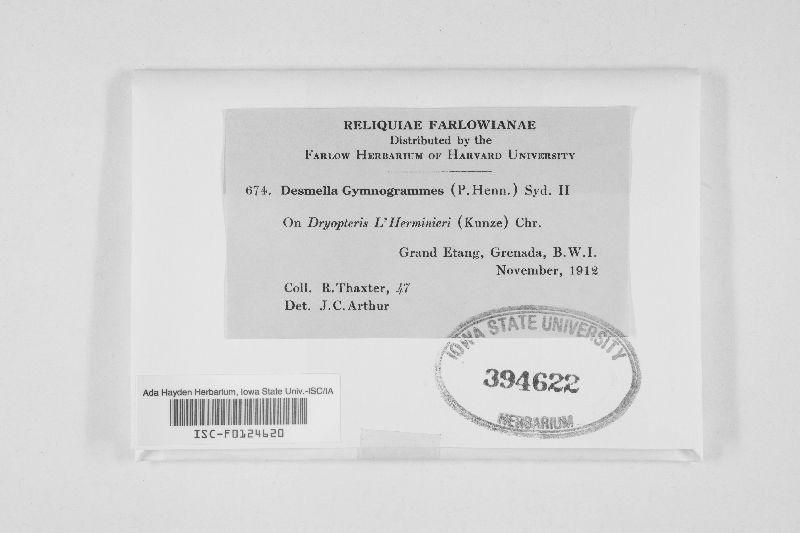 RELIQUIAE FARLOWIANAE
Distributed by the
FARLOW HERBARIUM OF HARVARD UNIVERSITY
674. Desmella Gymnogrammes (P. Henn.) Syd. II
On Dryopteris L'Herminieri (Kunze) Chr.
Grand Etang, Grenada, B.W.I.
November, 1912
Coll. R. Thaxter, 47
Det. J. C. Arthur
IOWA STATE UNIVERSITY
394622
HERBARIUM
Ada Hayden Herbarium, Iowa State Univ.-ISC/IA
ISC-F0124620